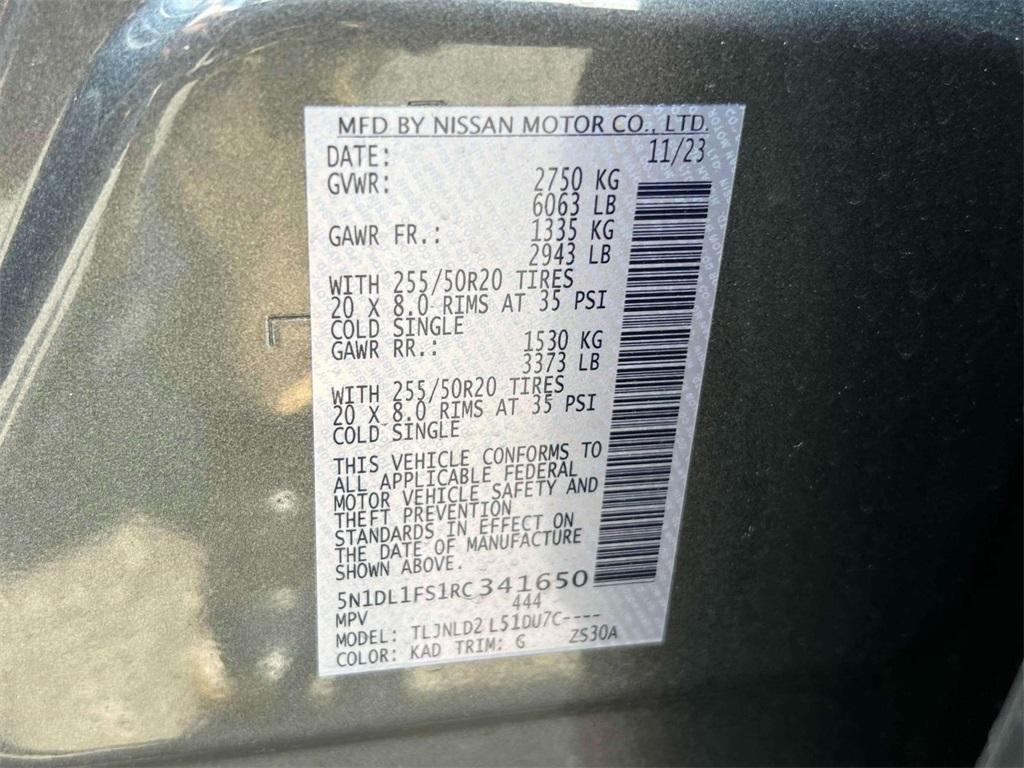 MFD BY NISSAN MOTOR CO., LTD.
DATE: 11/23
GVWR: 2750 KG
6063 LB
GAWR FR.: 1335 KG
2943 LB
WITH 255/50R20 TIRES
20 X 8.0 RIMS AT 35 PSI
COLD SINGLE
GAWR RR.: 1530 KG
3373 LB
WITH 255/50R20 TIRES
20 X 8.0 RIMS AT 35 PSI
COLD SINGLE
THIS VEHICLE CONFORMS TO
ALL APPLICABLE FEDERAL
MOTOR VEHICLE SAFETY AND
THEFT PREVENTION
STANDARDS IN EFFECT ON
THE DATE OF MANUFACTURE
SHOWN ABOVE.
5N1DL1FS1RC341650
MPV 444
MODEL: TLJNLD2 L51DU7C----
COLOR: KAD TRIM: G ZS30A